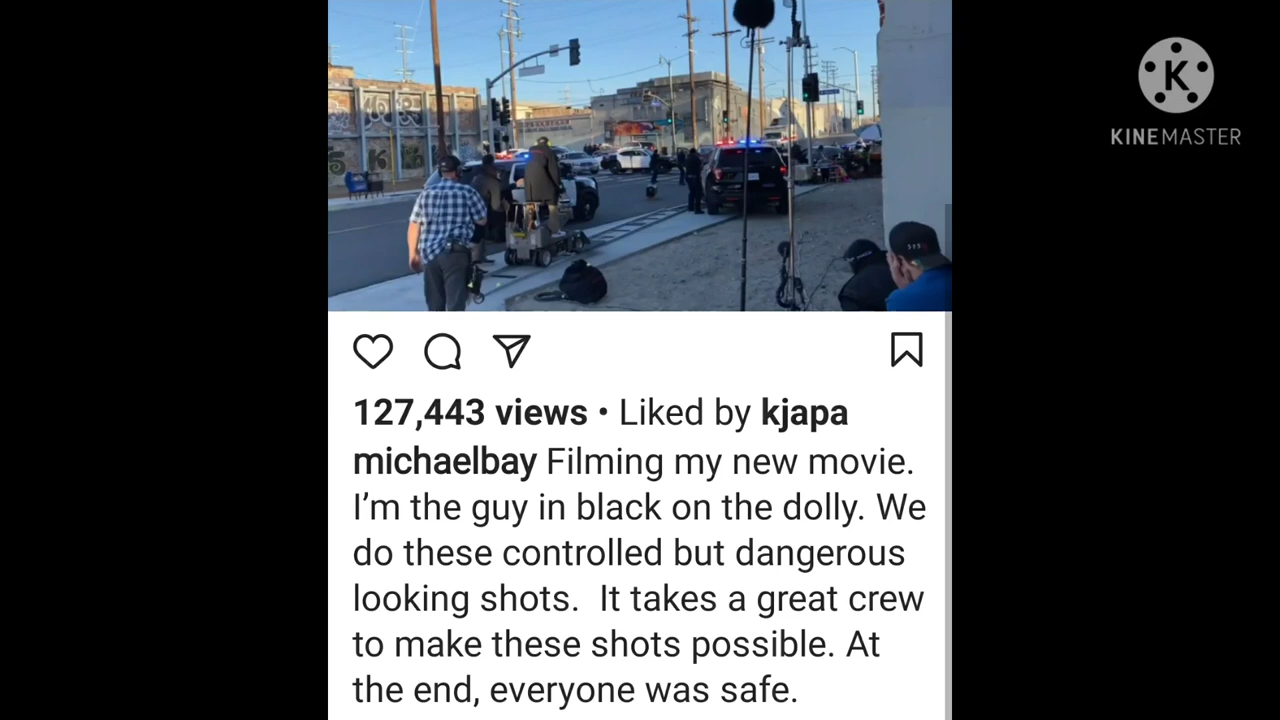 K
KINEMASTER
127,443 views • Liked by kjapa
michaelbay Filming my new movie.
I’m the guy in black on the dolly. We
do these controlled but dangerous
looking shots.  It takes a great crew
to make these shots possible. At
the end, everyone was safe.